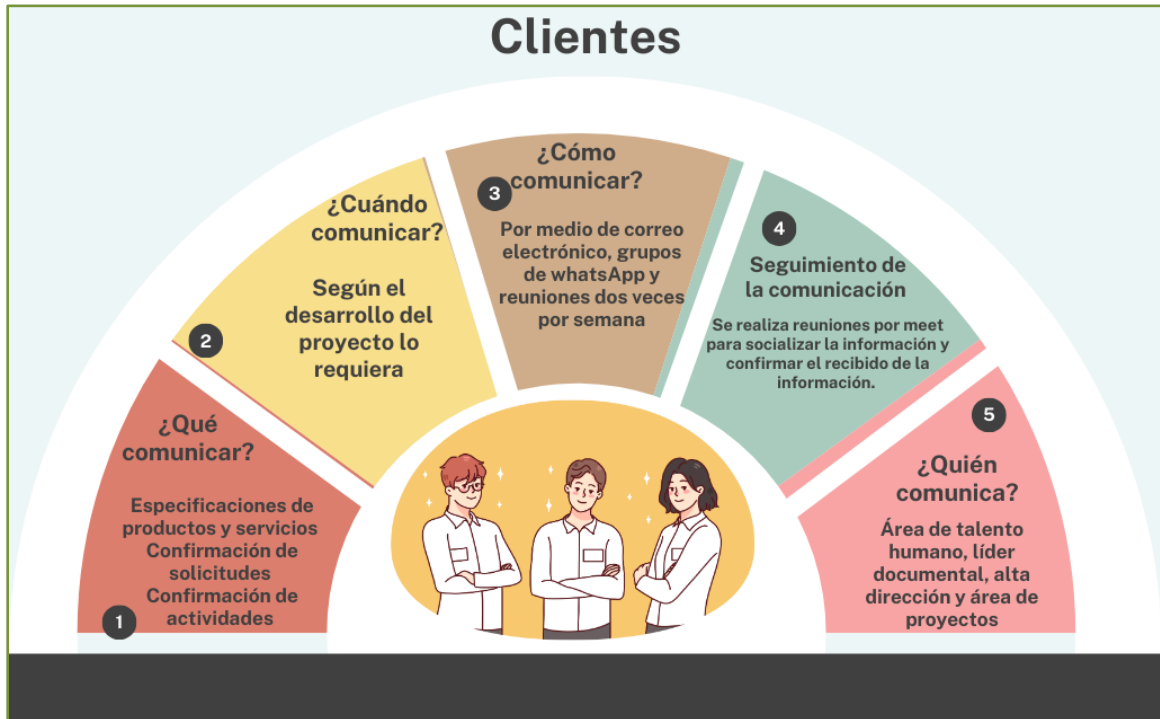 Clientes
1
¿Qué
comunicar?
Especificaciones de
productos y servicios
Confirmación de
solicitudes
Confirmación de
actividades
2
¿Cuándo
comunicar?
Según el
desarrollo del
proyecto lo
requiera
3
¿Cómo
comunicar?
Por medio de correo
electrónico, grupos
de whatsApp y
reuniones dos veces
por semana
4
Seguimiento de
la comunicación
Se realiza reuniones por meet
para socializar la información y
confirmar el recibido de la
información.
5
¿Quién
comunica?
Área de talento
humano, líder
documental, alta
dirección y área de
proyectos